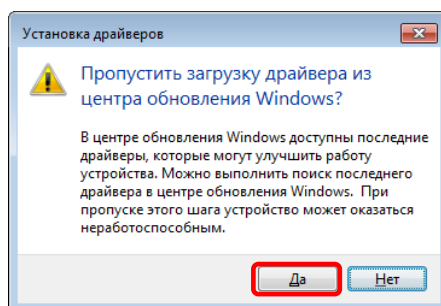 Установка драйверов
Пропустить загрузку драйвера из
центра обновления Windows?
В центре обновления Windows доступны последние
драйверы, которые могут улучшить работу
устройства. Можно выполнить поиск последнего
драйвера в центре обновления Windows. При
пропуске этого шага устройство может оказаться
неработоспособным.
Да
Нет